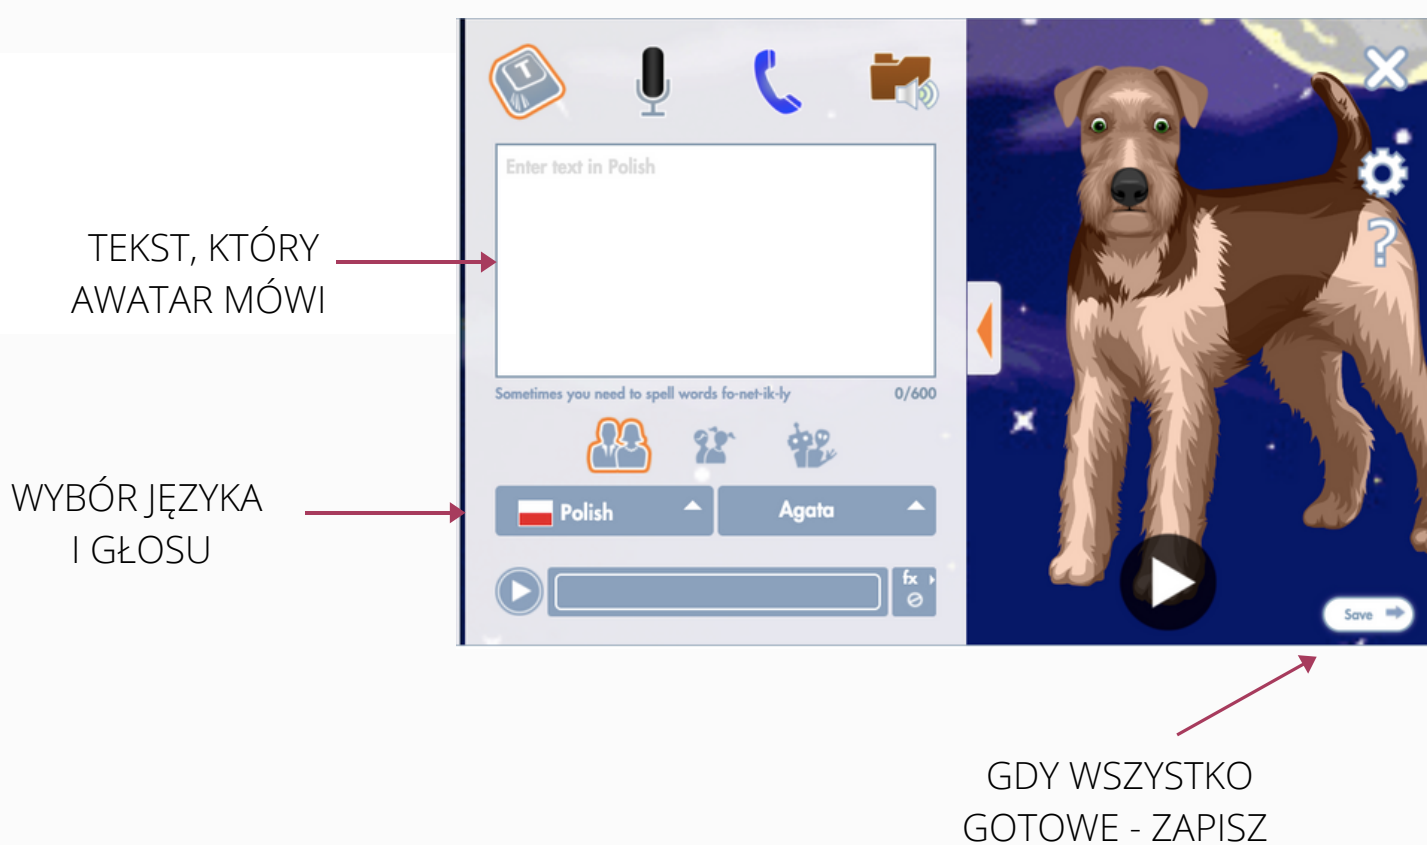 T
Enter text in Polish
TEKST, KTÓRY
AWATAR MÓWI
?
Sometimes you need to spell words fo-net-ik-ly 0/600
WYBÓR JĘZYKA
I GŁOSU
Polish
Agata
fx
Save
GDY WSZYSTKO
GOTOWE - ZAPISZ